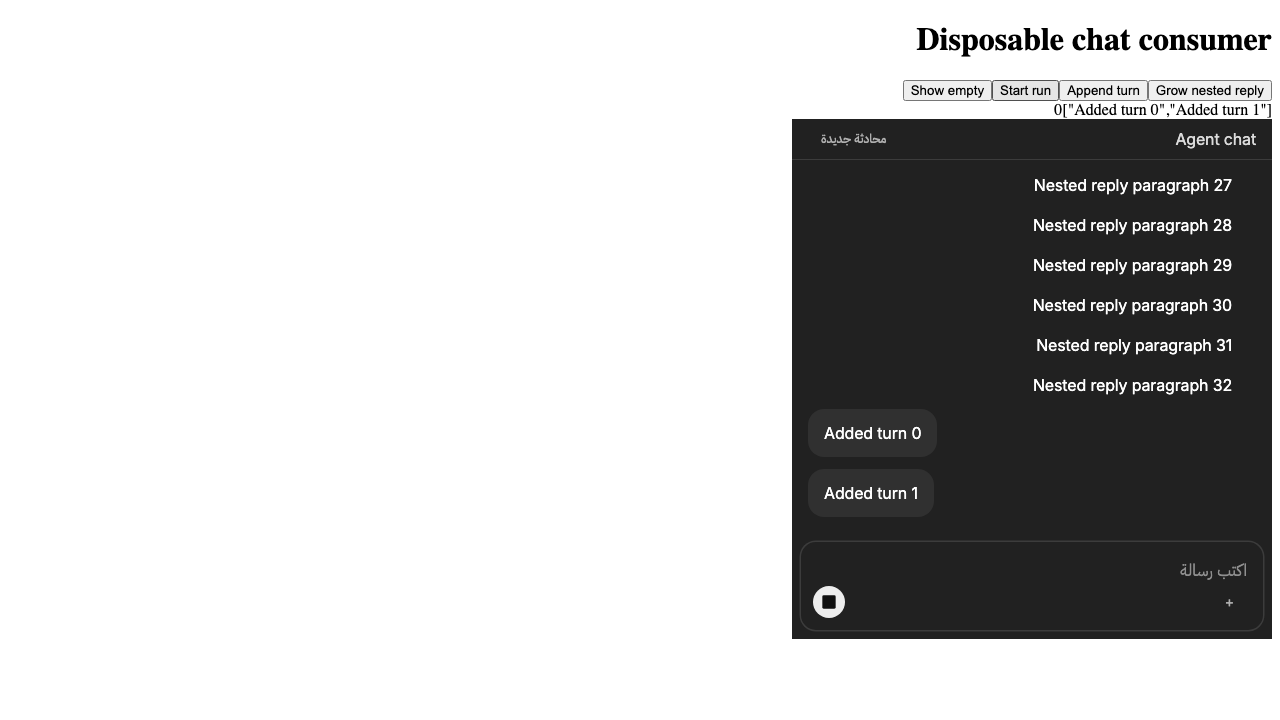 Disposable chat consumer
Grow nested reply Append turn Start run Show empty
0["Added turn 0","Added turn 1"]
Agent chat محادثة جديدة
Nested reply paragraph 27
Nested reply paragraph 28
Nested reply paragraph 29
Nested reply paragraph 30
Nested reply paragraph 31
Nested reply paragraph 32
Added turn 0
Added turn 1
اكتب رسالة
+